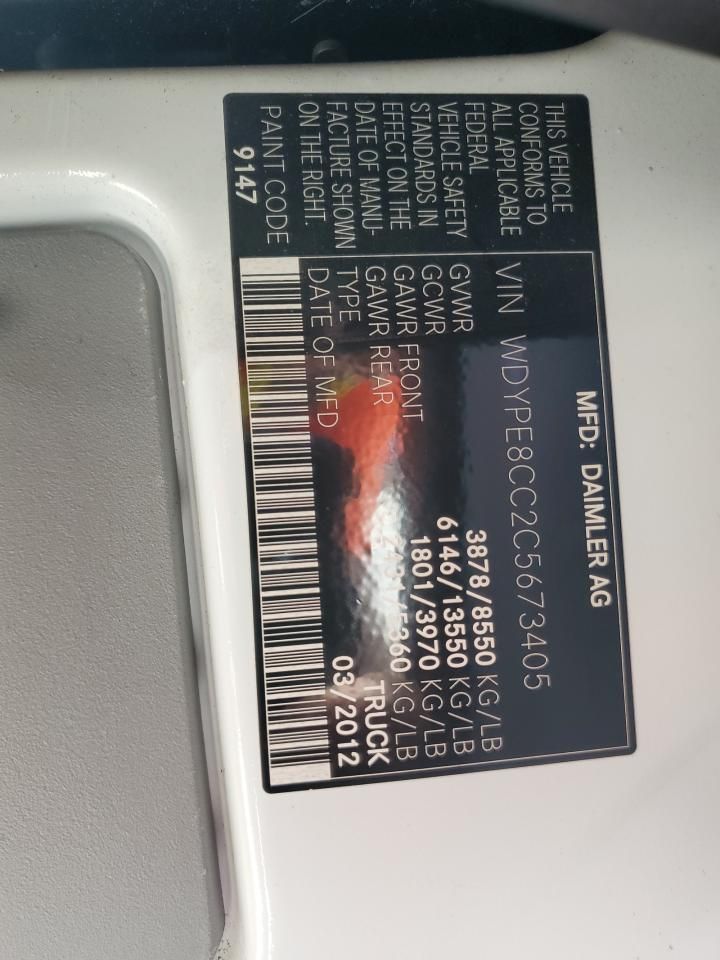 MFD: DAIMLER AG
THIS VEHICLE
CONFORMS TO
ALL APPLICABLE
FEDERAL
VEHICLE SAFETY
STANDARDS IN
EFFECT ON THE
DATE OF MANU-
FACTURE SHOWN
ON THE RIGHT.
PAINT CODE
9147
VIN WDYPE8CC2C5673405
GVWR 3878/8550 KG/LB
GCWR 6146/13550 KG/LB
GAWR FRONT 1801/3970 KG/LB
GAWR REAR 2431/5360 KG/LB
TYPE TRUCK
DATE OF MFD 03/2012